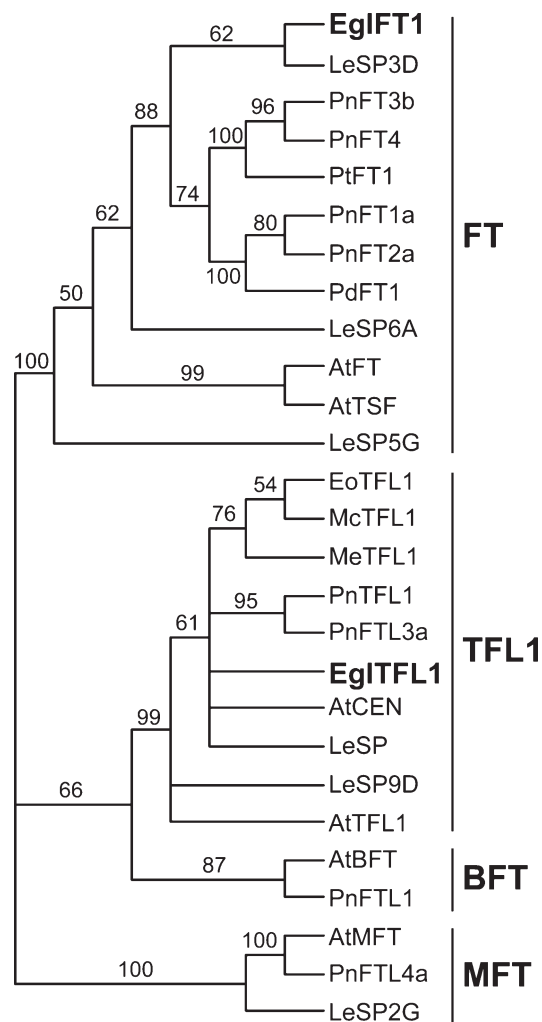 EglFT1
62
LeSP3D
PnFT3b
96
88
PnFT4
100
PtFT1
74
PnFT1a
62
80
FT
PnFT2a
100
PdFT1
50
LeSP6A
100
AtFT
99
AtTSF
LeSP5G
EoTFL1
54
76
McTFL1
MeTFL1
PnTFL1
95
61
PnFTL3a
TFL1
EglTFL1
99
AtCEN
LeSP
66
LeSP9D
AtTFL1
AtBFT
87
BFT
PnFTL1
AtMFT
100
100
PnFTL4a
MFT
LeSP2G